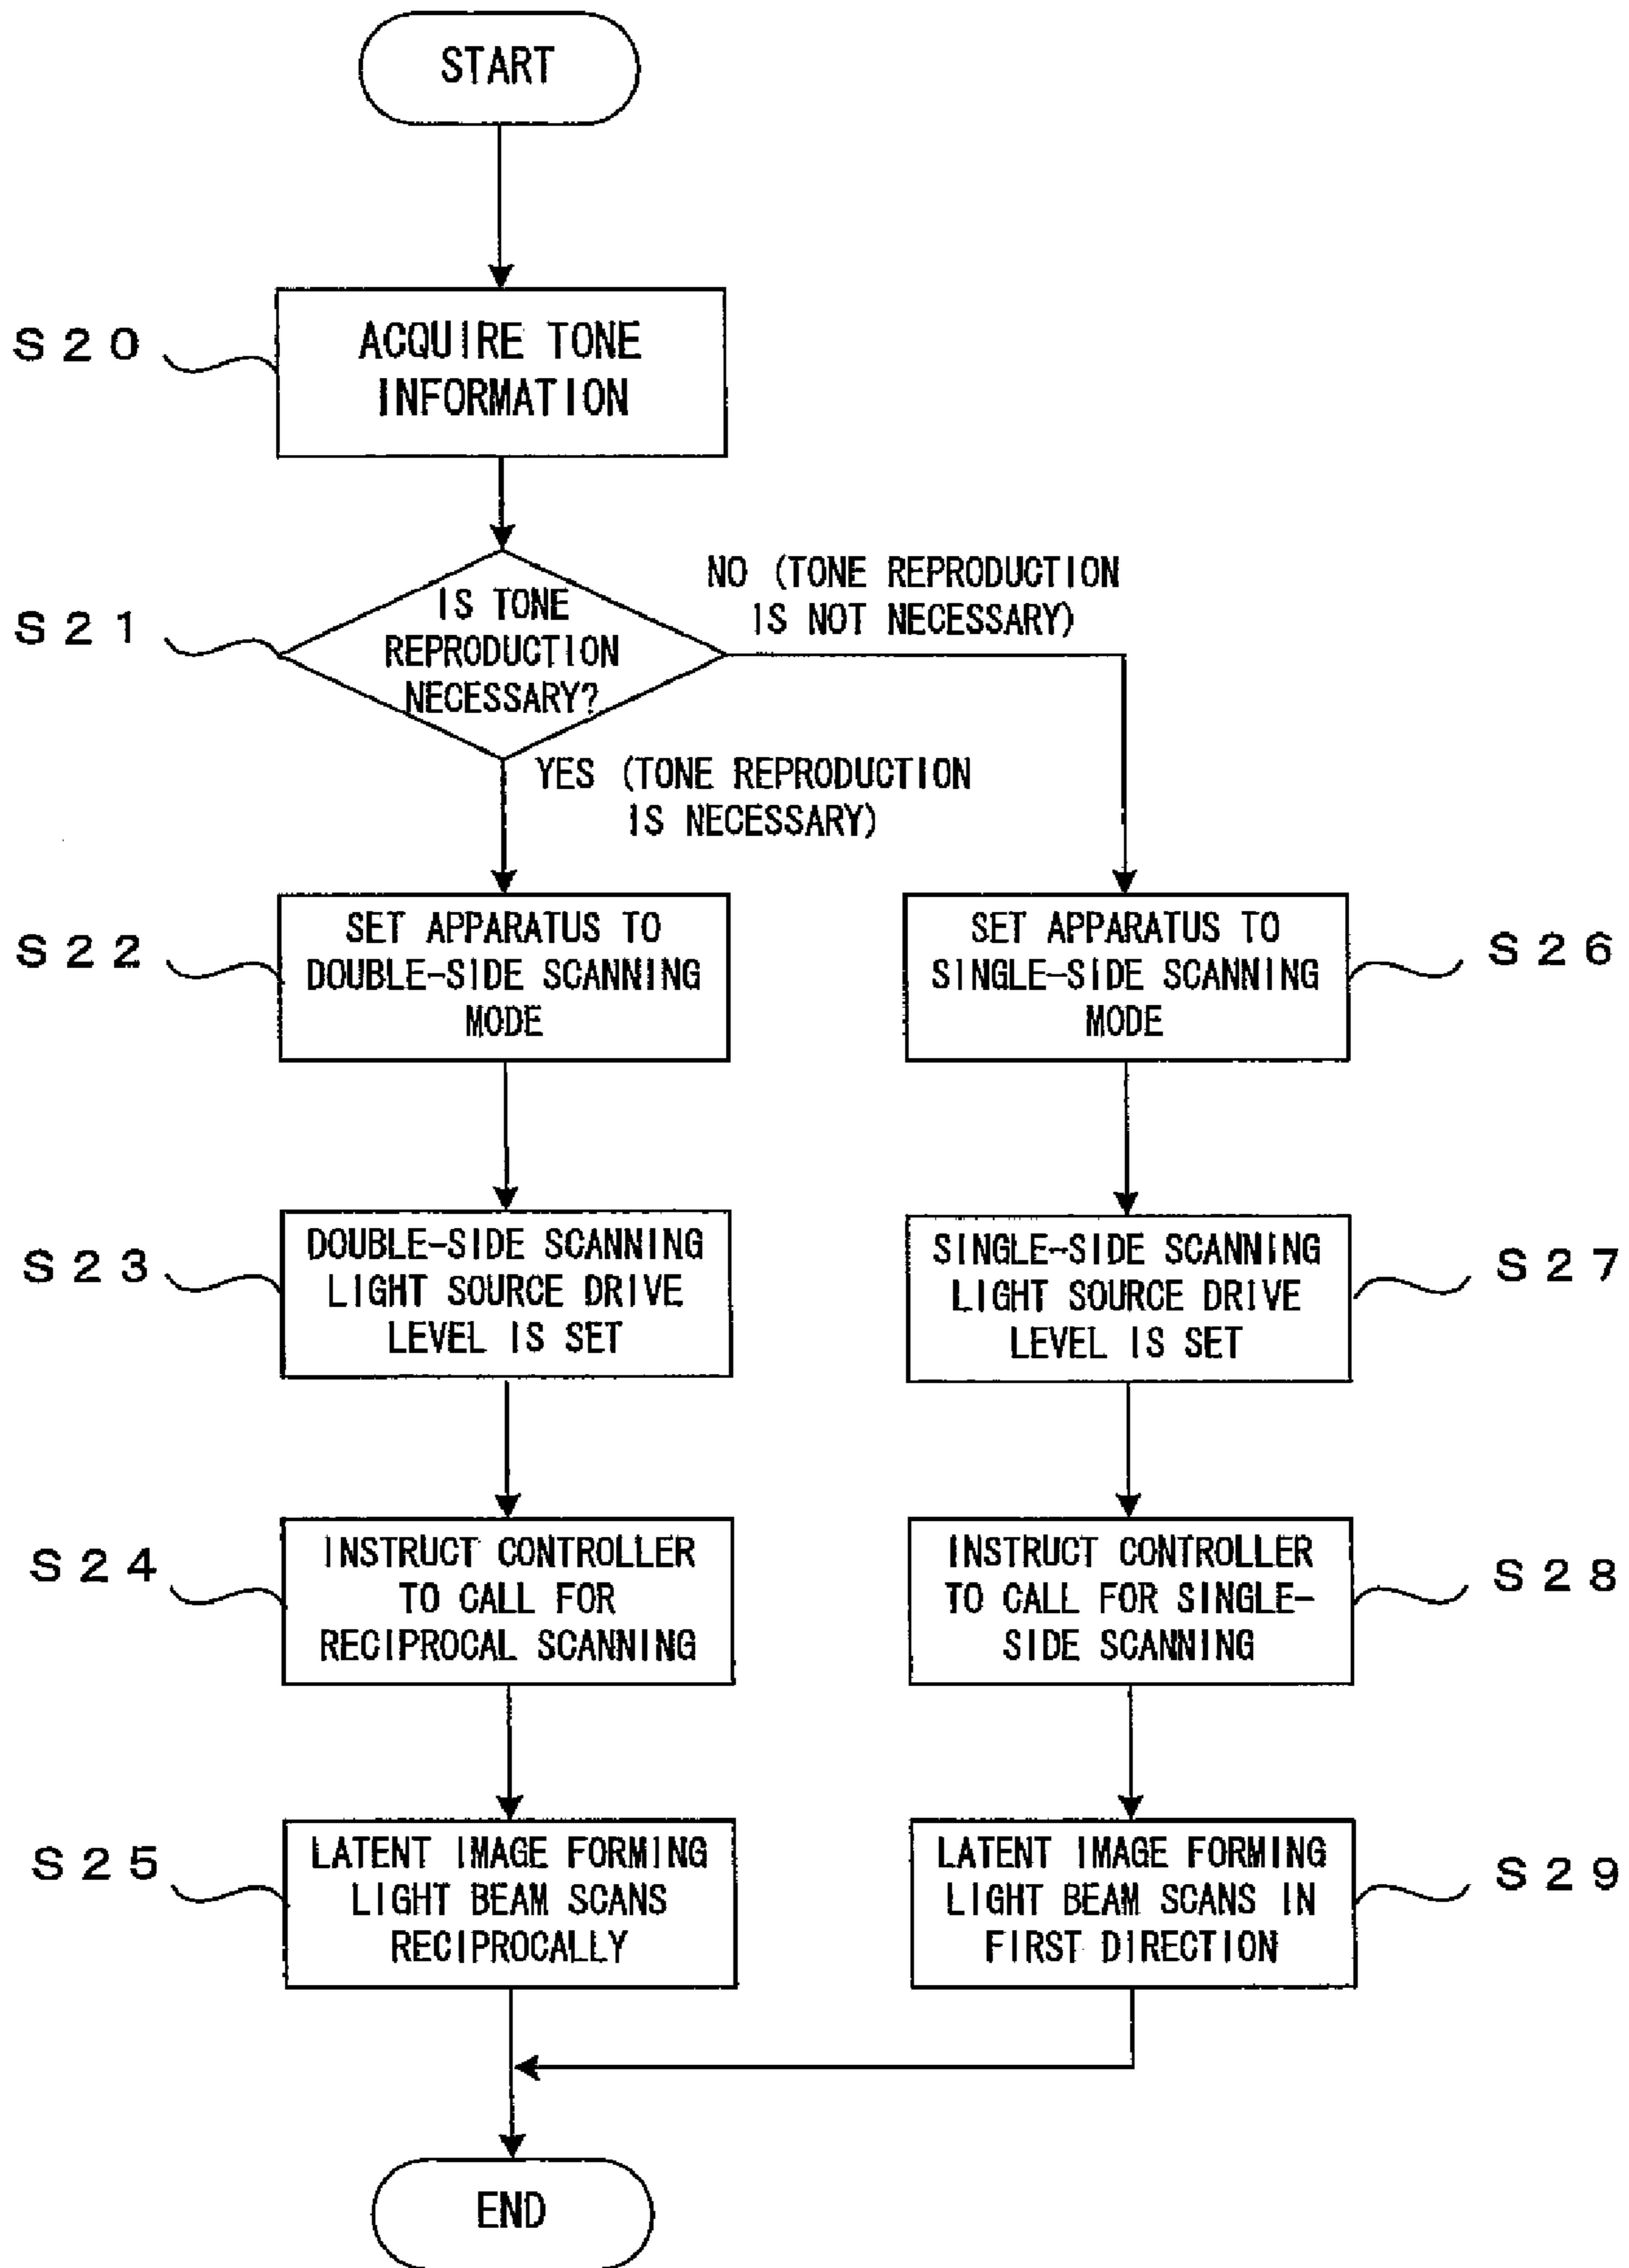 START
S20
ACQUIRE TONE
INFORMATION
S21
IS TONE
REPRODUCTION
NECESSARY?
NO (TONE REPRODUCTION
IS NOT NECESSARY)
YES (TONE REPRODUCTION
IS NECESSARY)
S22
SET APPARATUS TO
DOUBLE-SIDE SCANNING
MODE
SET APPARATUS TO
SINGLE-SIDE SCANNING
MODE
S26
S23
DOUBLE-SIDE SCANNING
LIGHT SOURCE DRIVE
LEVEL IS SET
SINGLE-SIDE SCANNING
LIGHT SOURCE DRIVE
LEVEL IS SET
S27
S24
INSTRUCT CONTROLLER
TO CALL FOR
RECIPROCAL SCANNING
INSTRUCT CONTROLLER
TO CALL FOR SINGLE-
SIDE SCANNING
S28
S25
LATENT IMAGE FORMING
LIGHT BEAM SCANS
RECIPROCALLY
LATENT IMAGE FORMING
LIGHT BEAM SCANS IN
FIRST DIRECTION
S29
END